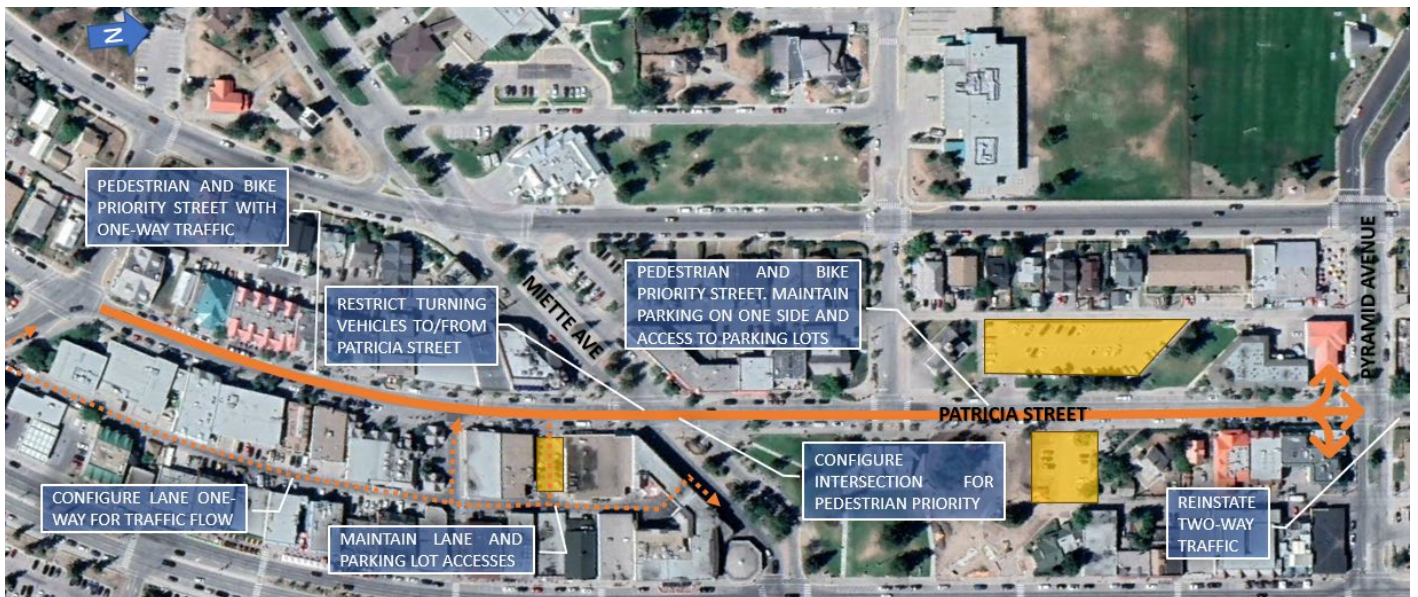 N
PEDESTRIAN AND BIKE
PRIORITY STREET WITH
ONE-WAY TRAFFIC
RESTRICT TURNING
VEHICLES TO/FROM
PATRICIA STREET
MIETTE AVE
PEDESTRIAN AND BIKE
PRIORITY STREET. MAINTAIN
PARKING ON ONE SIDE AND
ACCESS TO PARKING LOTS
PYRAMID AVENUE
PATRICIA STREET
CONFIGURE LANE ONE-
WAY FOR TRAFFIC FLOW
MAINTAIN LANE AND
PARKING LOT ACCESSES
CONFIGURE
INTERSECTION FOR
PEDESTRIAN PRIORITY
REINSTATE
TWO-WAY
TRAFFIC